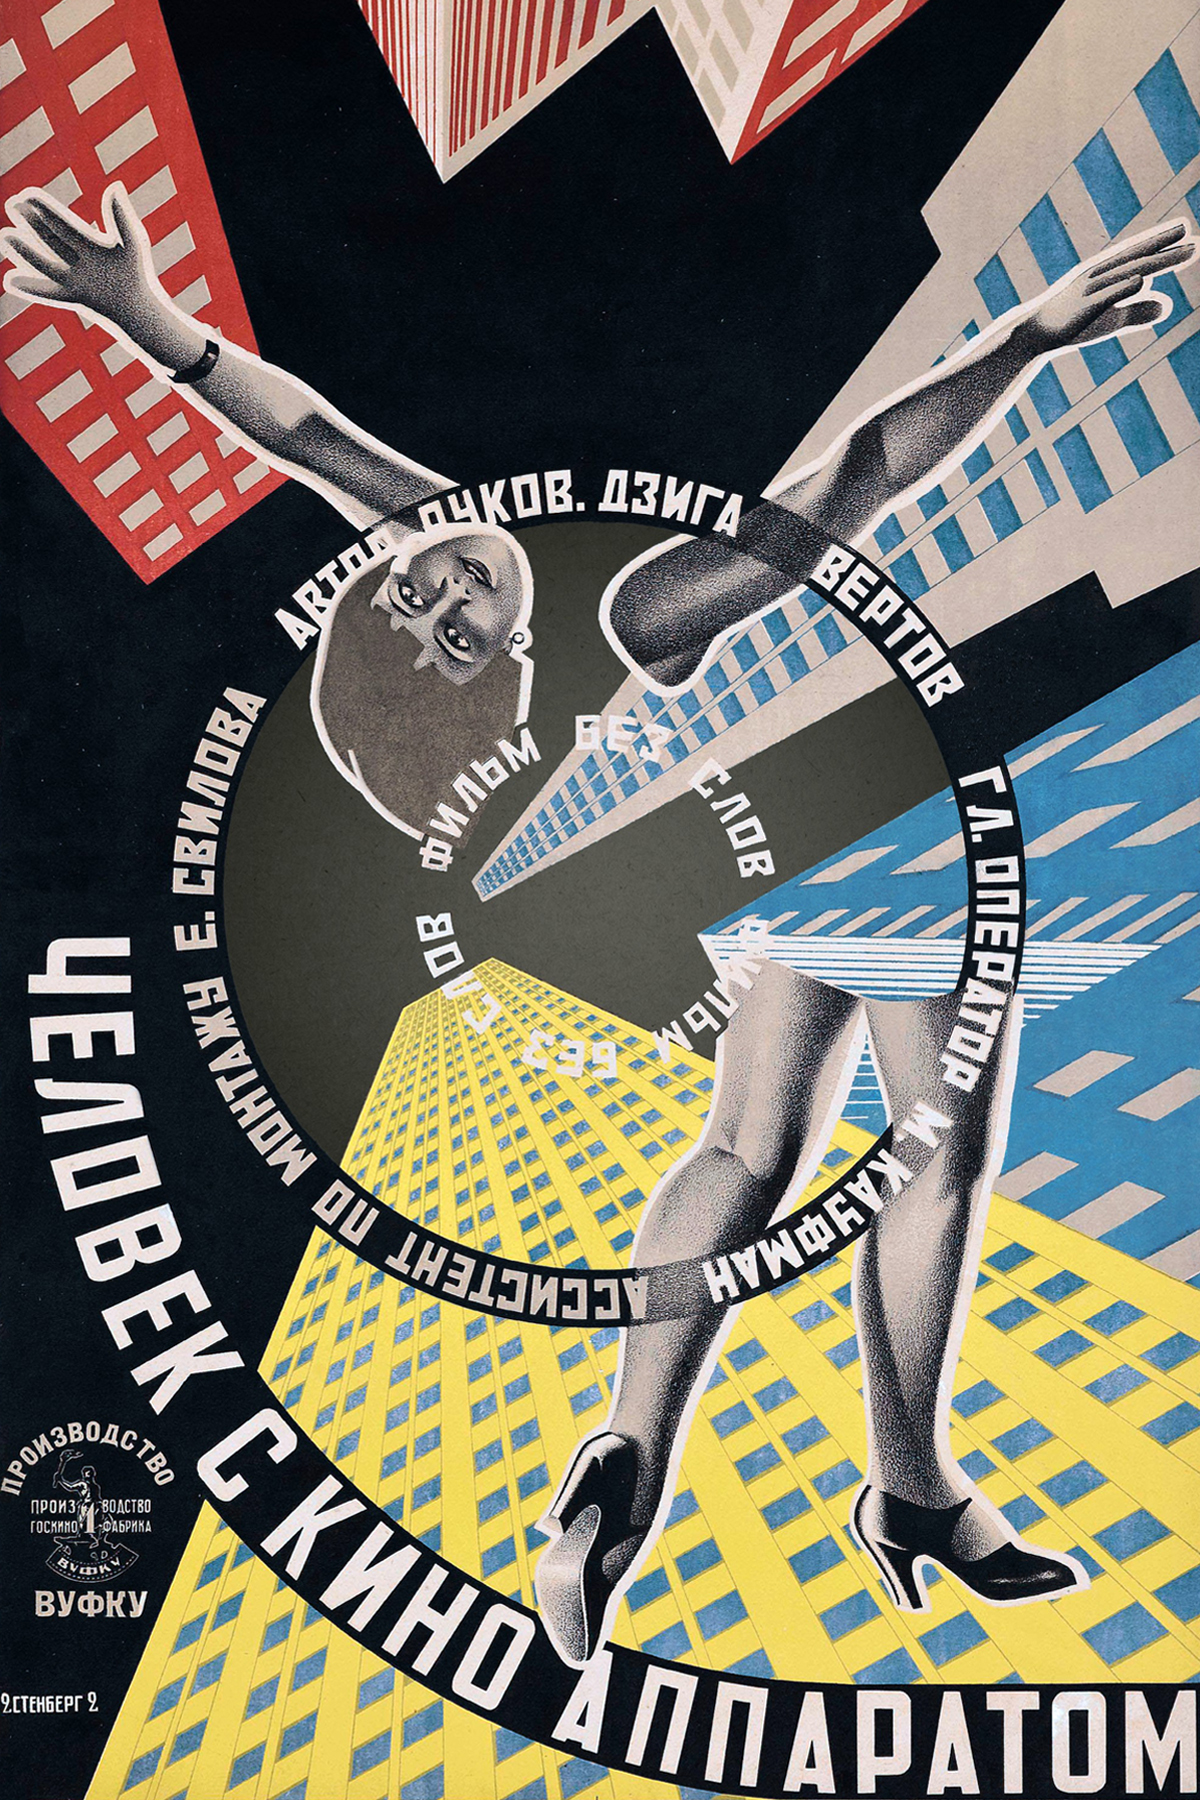 АВТОР-РУКОВ. ДЗИГА ВЕРТОВ
ГЛ. ОПЕРАТОР М. КАУФМАН
АССИСТЕНТ ПО МОНТАЖУ Е. СВИЛОВА
ФИЛЬМ БЕЗ СЛОВ
ФИЛЬМ БЕЗ СЛОВ
ЧЕЛОВЕК С КИНОАППАРАТОМ
ПРОИЗВОДСТВО
ПРОИЗВОДСТВО
ГОСКИНО 1 ФАБРИКА
ВУФКУ
ВУФКУ
2 СТЕНБЕРГ 2